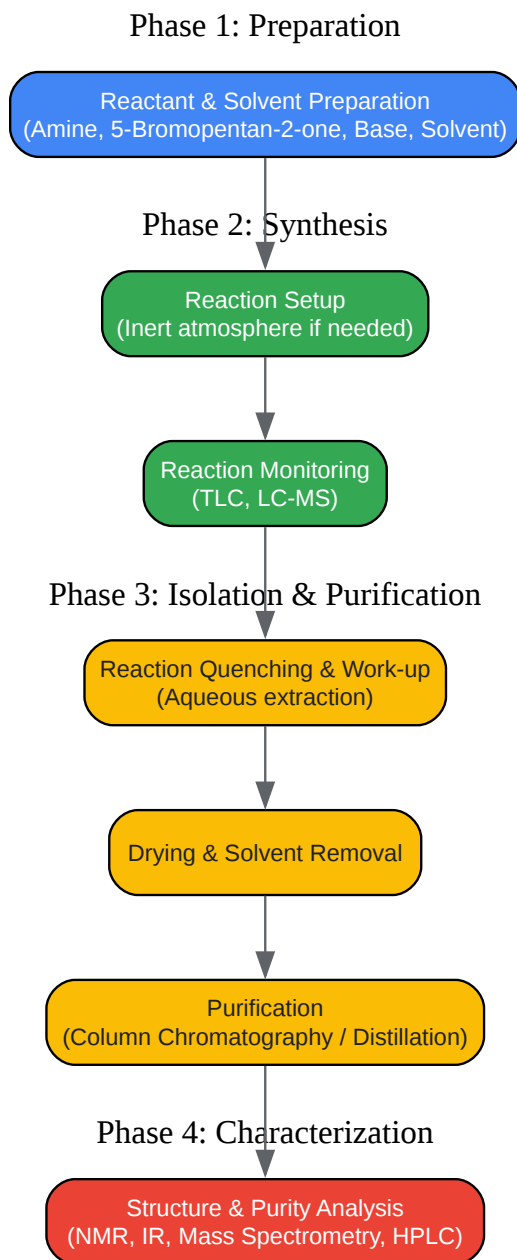 Phase 1: Preparation
Reactant & Solvent Preparation
(Amine, 5-Bromopentan-2-one, Base, Solvent)
Phase 2: Synthesis
Reaction Setup
(Inert atmosphere if needed)
Reaction Monitoring
(TLC, LC-MS)
Phase 3: Isolation & Purification
Reaction Quenching & Work-up
(Aqueous extraction)
Drying & Solvent Removal
Purification
(Column Chromatography / Distillation)
Phase 4: Characterization
Structure & Purity Analysis
(NMR, IR, Mass Spectrometry, HPLC)